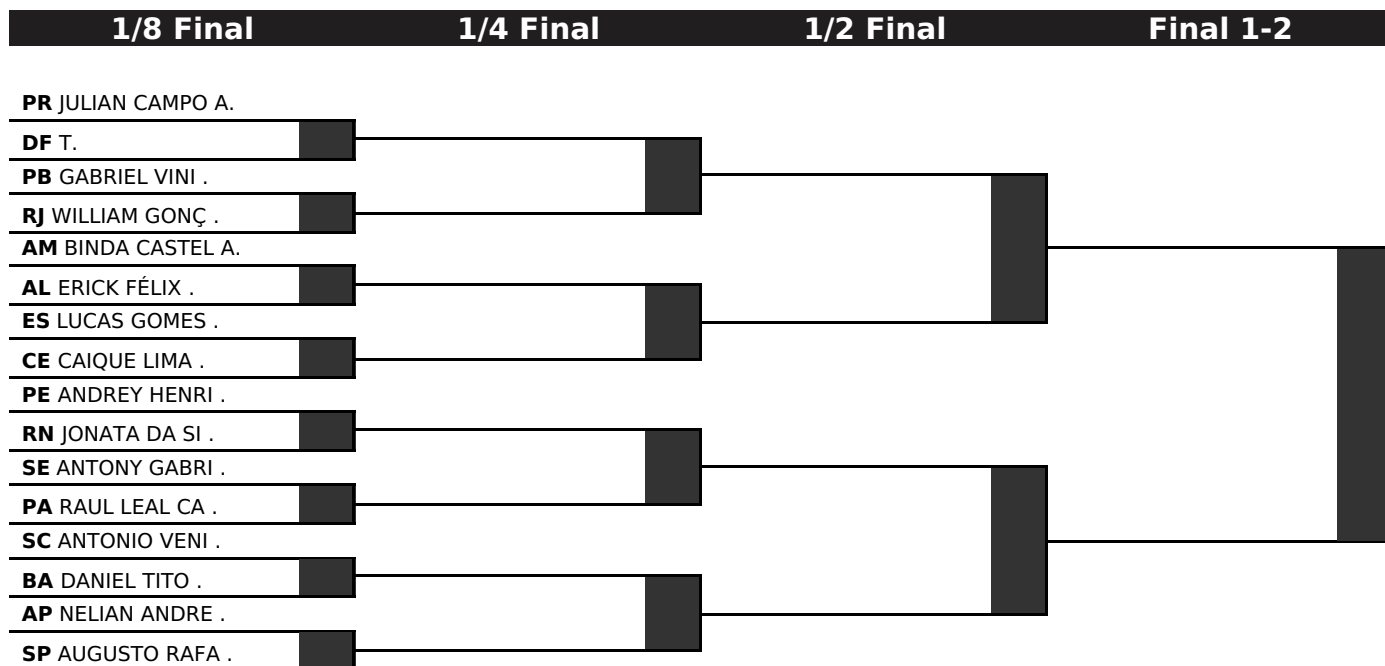 1/8 Final 1/4 Final 1/2 Final Final 1-2
PR JULIAN CAMPO A.
DF T.
PB GABRIEL VINI .
RJ WILLIAM GONÇ .
AM BINDA CASTEL A.
AL ERICK FÉLIX .
ES LUCAS GOMES .
CE CAIQUE LIMA .
PE ANDREY HENRI .
RN JONATA DA SI .
SE ANTONY GABRI .
PA RAUL LEAL CA .
SC ANTONIO VENI .
BA DANIEL TITO .
AP NELIAN ANDRE .
SP AUGUSTO RAFA .